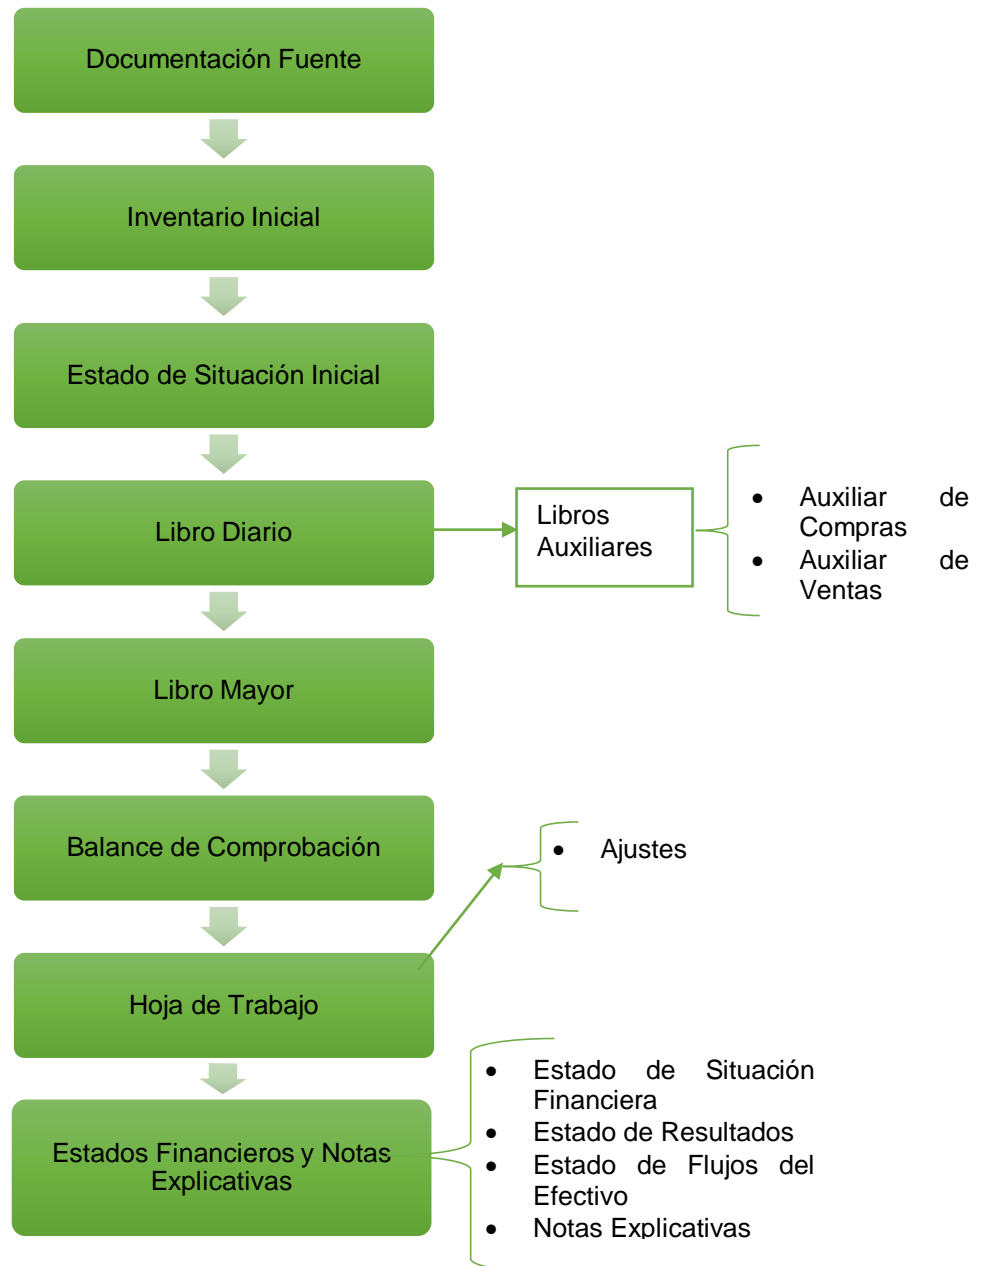 Documentación Fuente
Inventario Inicial
Estado de Situación Inicial
Libro Diario
Libros
Auxiliares
• Auxiliar de
Compras
• Auxiliar de
Ventas
Libro Mayor
Balance de Comprobación
• Ajustes
Hoja de Trabajo
Estados Financieros y Notas
Explicativas
• Estado de Situación
Financiera
• Estado de Resultados
• Estado de Flujos del
Efectivo
• Notas Explicativas